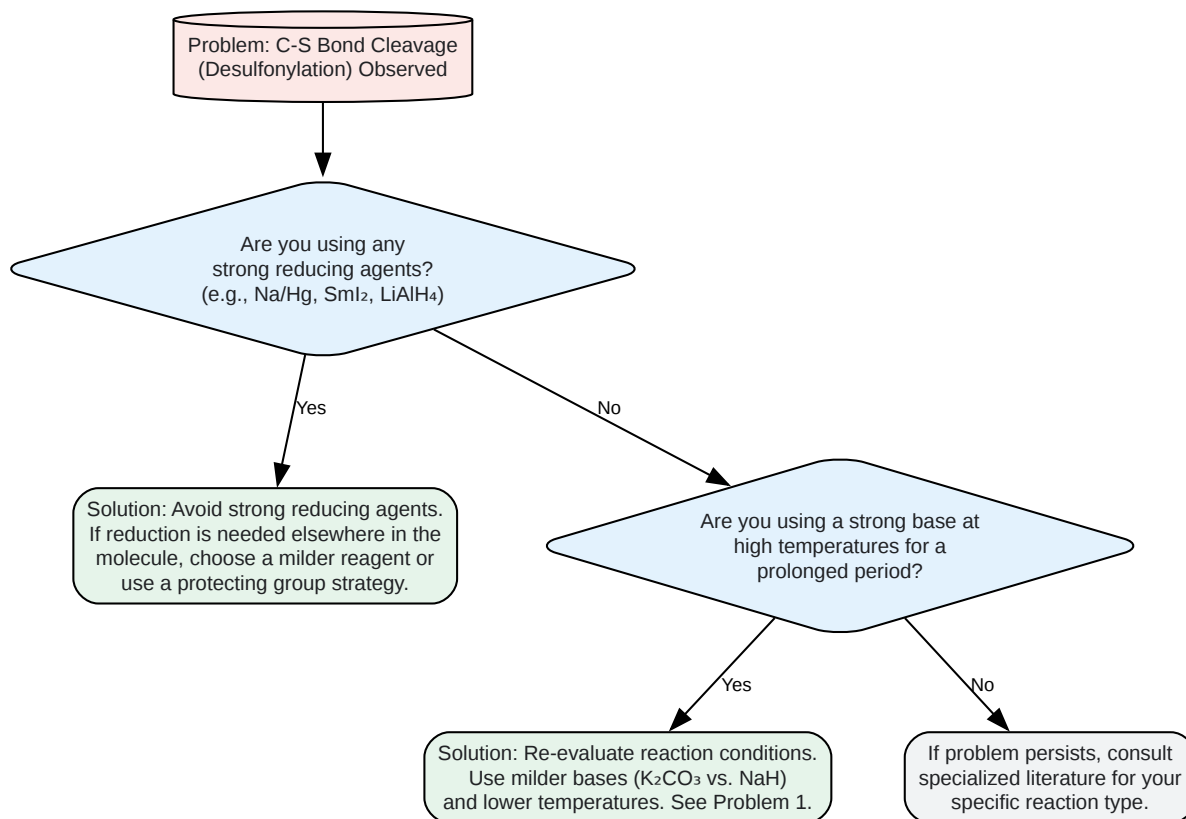 Problem: C-S Bond Cleavage
(Desulfonylation) Observed
Are you using any
strong reducing agents?
(e.g., Na/Hg, SmI₂, LiAlH₄)
Yes
No
Solution: Avoid strong reducing agents.
If reduction is needed elsewhere in the
molecule, choose a milder reagent or
use a protecting group strategy.
Are you using a strong base at
high temperatures for a
prolonged period?
Yes
No
Solution: Re-evaluate reaction conditions.
Use milder bases (K₂CO₃ vs. NaH)
and lower temperatures. See Problem 1.
If problem persists, consult
specialized literature for your
specific reaction type.